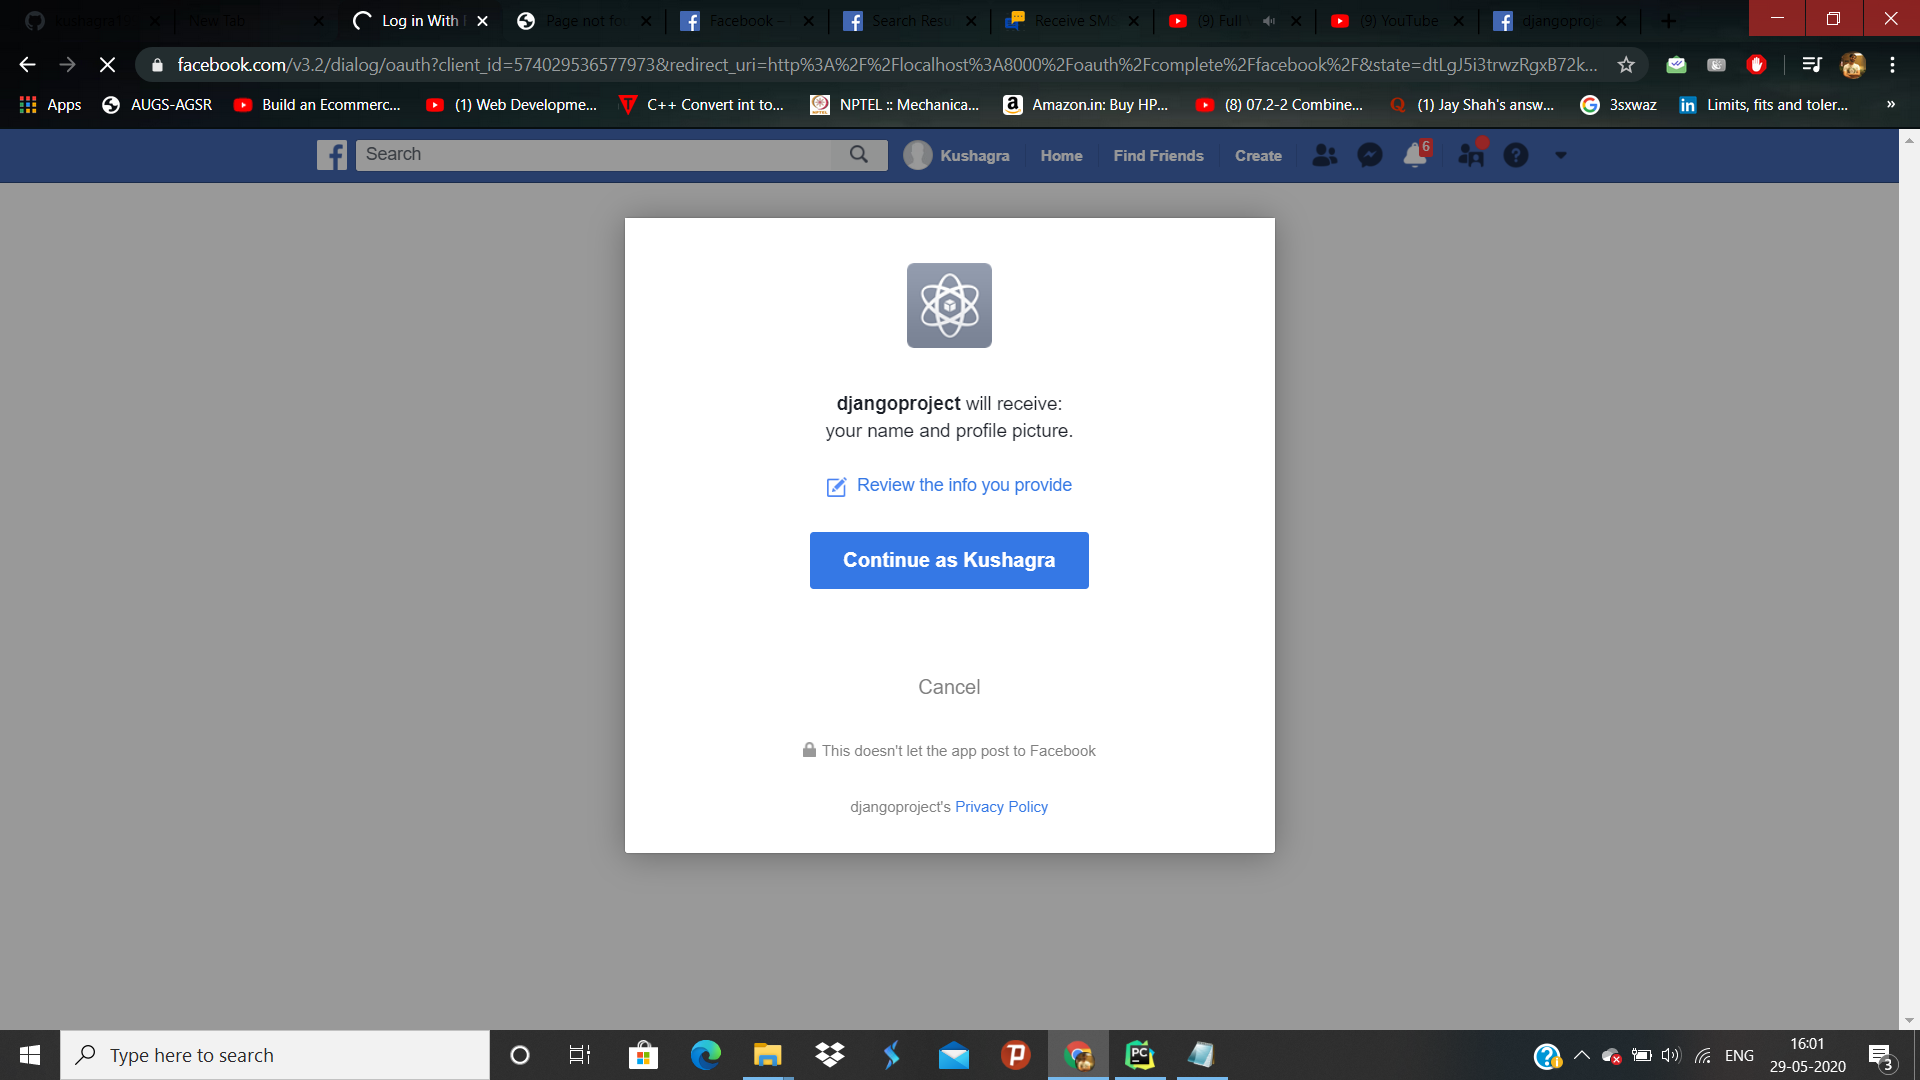 kushagra1
New Tab
Log in With F
Page not fo
Facebook –
Search Resu
Receive SMS
(9) Full
(9) YouTube
djangoproj
facebook.com/v3.2/dialog/oauth?client_id=574029536577973&redirect_uri=http%3A%2F%2Flocalhost%3A8000%2Foauth%2Fcomplete%2Ffacebook%2F&state=dtLgJ5i3trwzRgxB72k...
Apps
AUGS-AGSR
Build an Ecommerc...
(1) Web Developme...
C++ Convert int to...
NPTEL :: Mechanica...
Amazon.in: Buy HP...
(8) 07.2-2 Combine...
(1) Jay Shah's answ...
3sxwaz
Limits, fits and toler...
»
Search
Kushagra
Home
Find Friends
Create
6
djangoproject will receive:
your name and profile picture.
Review the info you provide
Continue as Kushagra
Cancel
This doesn't let the app post to Facebook
djangoproject's Privacy Policy
Type here to search
ENG
16:01
29-05-2020
3